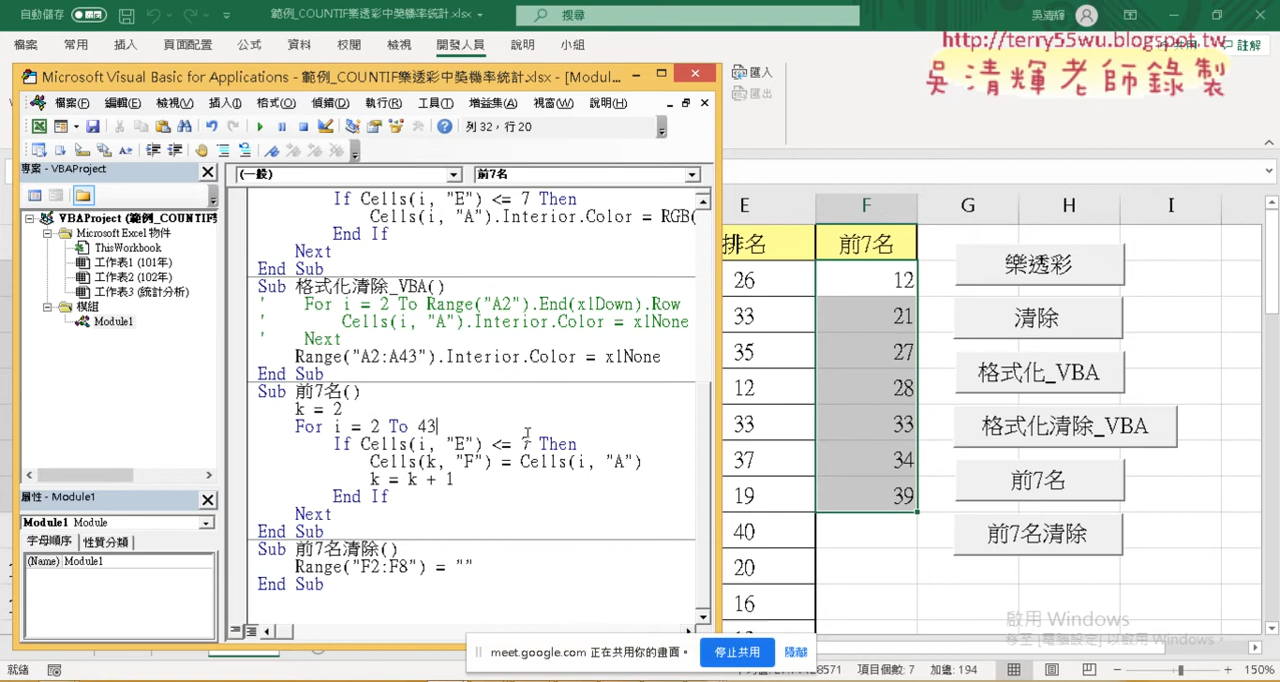 自動儲存
範例_COUNTIF樂透彩中獎機率統計.xlsx
搜尋
吳清輝
檔案 常用 插入 頁面配置 公式 資料 校閱 檢視 開發人員 說明 小組
註解
http://terry55wu.blogspot.tw
吳清輝老師錄製
匯入
匯出
Microsoft Visual Basic for Applications - 範例_COUNTIF樂透彩中獎機率統計.xlsx - [Modul...
檔案(F) 編輯(E) 檢視(V) 插入(I) 格式(O) 偵錯(D) 執行(R) 工具(T) 增益集(A) 視窗(W) 說明(H)
列 32，行 20
專案 - VBAProject
VBAProject (範例_COUNTIF
Microsoft Excel 物件
ThisWorkbook
工作表1 (101年)
工作表2 (102年)
工作表3 (統計分析)
模組
Module1
屬性 - Module1
Module1 Module
字母順序 性質分類
(Name) Module1
(一般) 前7名
If Cells(i, "E") <= 7 Then
Cells(i, "A").Interior.Color = RGB(
End If
Next
End Sub
Sub 格式化清除_VBA()
' For i = 2 To Range("A2").End(xlDown).Row
' Cells(i, "A").Interior.Color = xlNone
' Next
Range("A2:A43").Interior.Color = xlNone
End Sub
Sub 前7名()
k = 2
For i = 2 To 43
If Cells(i, "E") <= 7 Then
Cells(k, "F") = Cells(i, "A")
k = k + 1
End If
Next
End Sub
Sub 前7名清除()
Range("F2:F8") = ""
End Sub
E F G H I
排名 前7名
26 12
33 21
35 27
12 28
33 33
37 34
19 39
40
20
16
樂透彩
清除
格式化_VBA
格式化清除_VBA
前7名
前7名清除
啟用 Windows
移至 [電腦設定] 以啟用 Windows。
meet.google.com 正在共用你的畫面。 停止共用 隱藏
就緒
項目個數: 7 加總: 194
150%